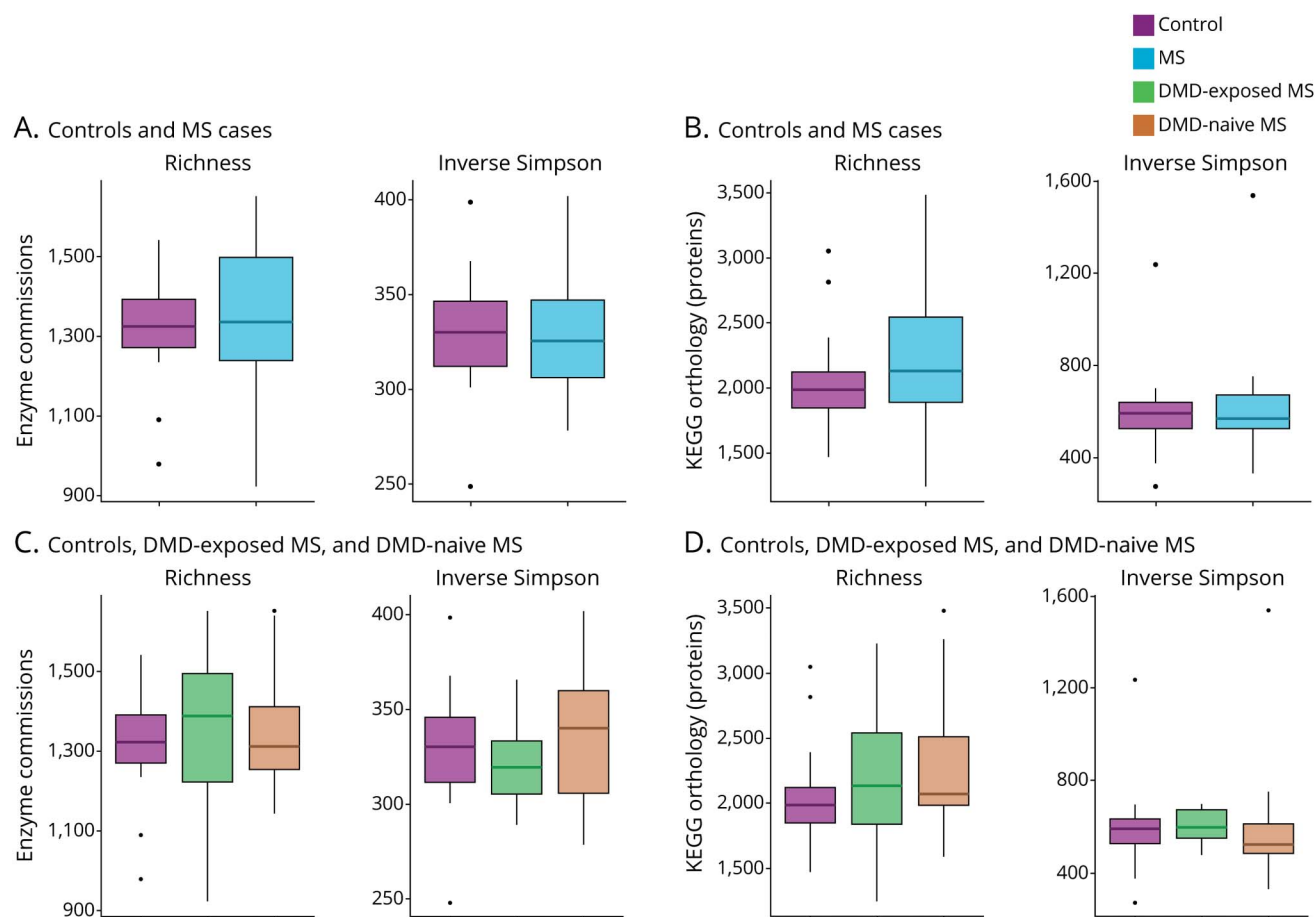 Control
MS
DMD-exposed MS
DMD-naive MS
A. Controls and MS cases
Richness
Inverse Simpson
Enzyme commissions
1,500
1,300
1,100
900
400
350
300
250
B. Controls and MS cases
Richness
Inverse Simpson
KEGG orthology (proteins)
3,500
3,000
2,500
2,000
1,500
1,600
1,200
800
400
C. Controls, DMD-exposed MS, and DMD-naive MS
Richness
Inverse Simpson
Enzyme commissions
1,500
1,300
1,100
900
400
350
300
250
D. Controls, DMD-exposed MS, and DMD-naive MS
Richness
Inverse Simpson
KEGG orthology (proteins)
3,500
3,000
2,500
2,000
1,500
1,600
1,200
800
400